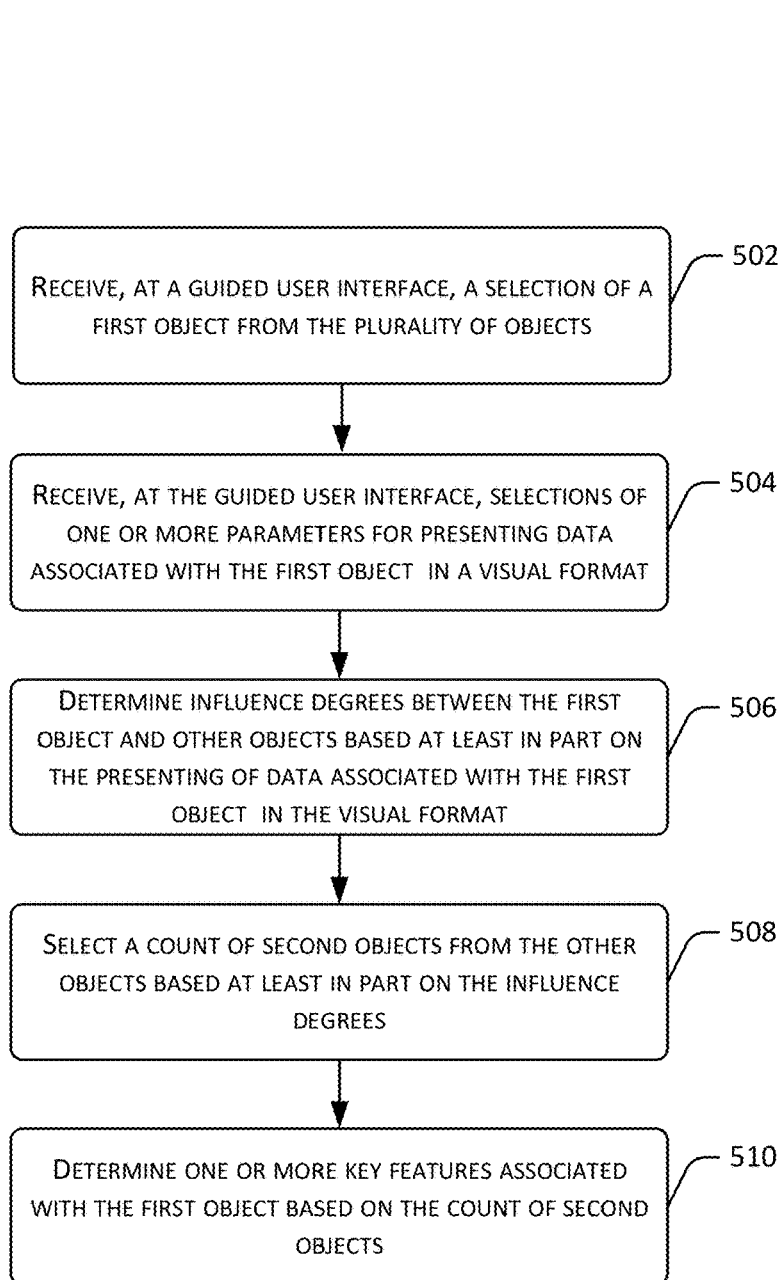 RECEIVE, AT A GUIDED USER INTERFACE, A SELECTION OF A
FIRST OBJECT FROM THE PLURALITY OF OBJECTS
502
RECEIVE, AT THE GUIDED USER INTERFACE, SELECTIONS OF
ONE OR MORE PARAMETERS FOR PRESENTING DATA
ASSOCIATED WITH THE FIRST OBJECT IN A VISUAL FORMAT
504
DETERMINE INFLUENCE DEGREES BETWEEN THE FIRST
OBJECT AND OTHER OBJECTS BASED AT LEAST IN PART ON
THE PRESENTING OF DATA ASSOCIATED WITH THE FIRST
OBJECT IN THE VISUAL FORMAT
506
SELECT A COUNT OF SECOND OBJECTS FROM THE OTHER
OBJECTS BASED AT LEAST IN PART ON THE INFLUENCE
DEGREES
508
DETERMINE ONE OR MORE KEY FEATURES ASSOCIATED
WITH THE FIRST OBJECT BASED ON THE COUNT OF SECOND
OBJECTS
510